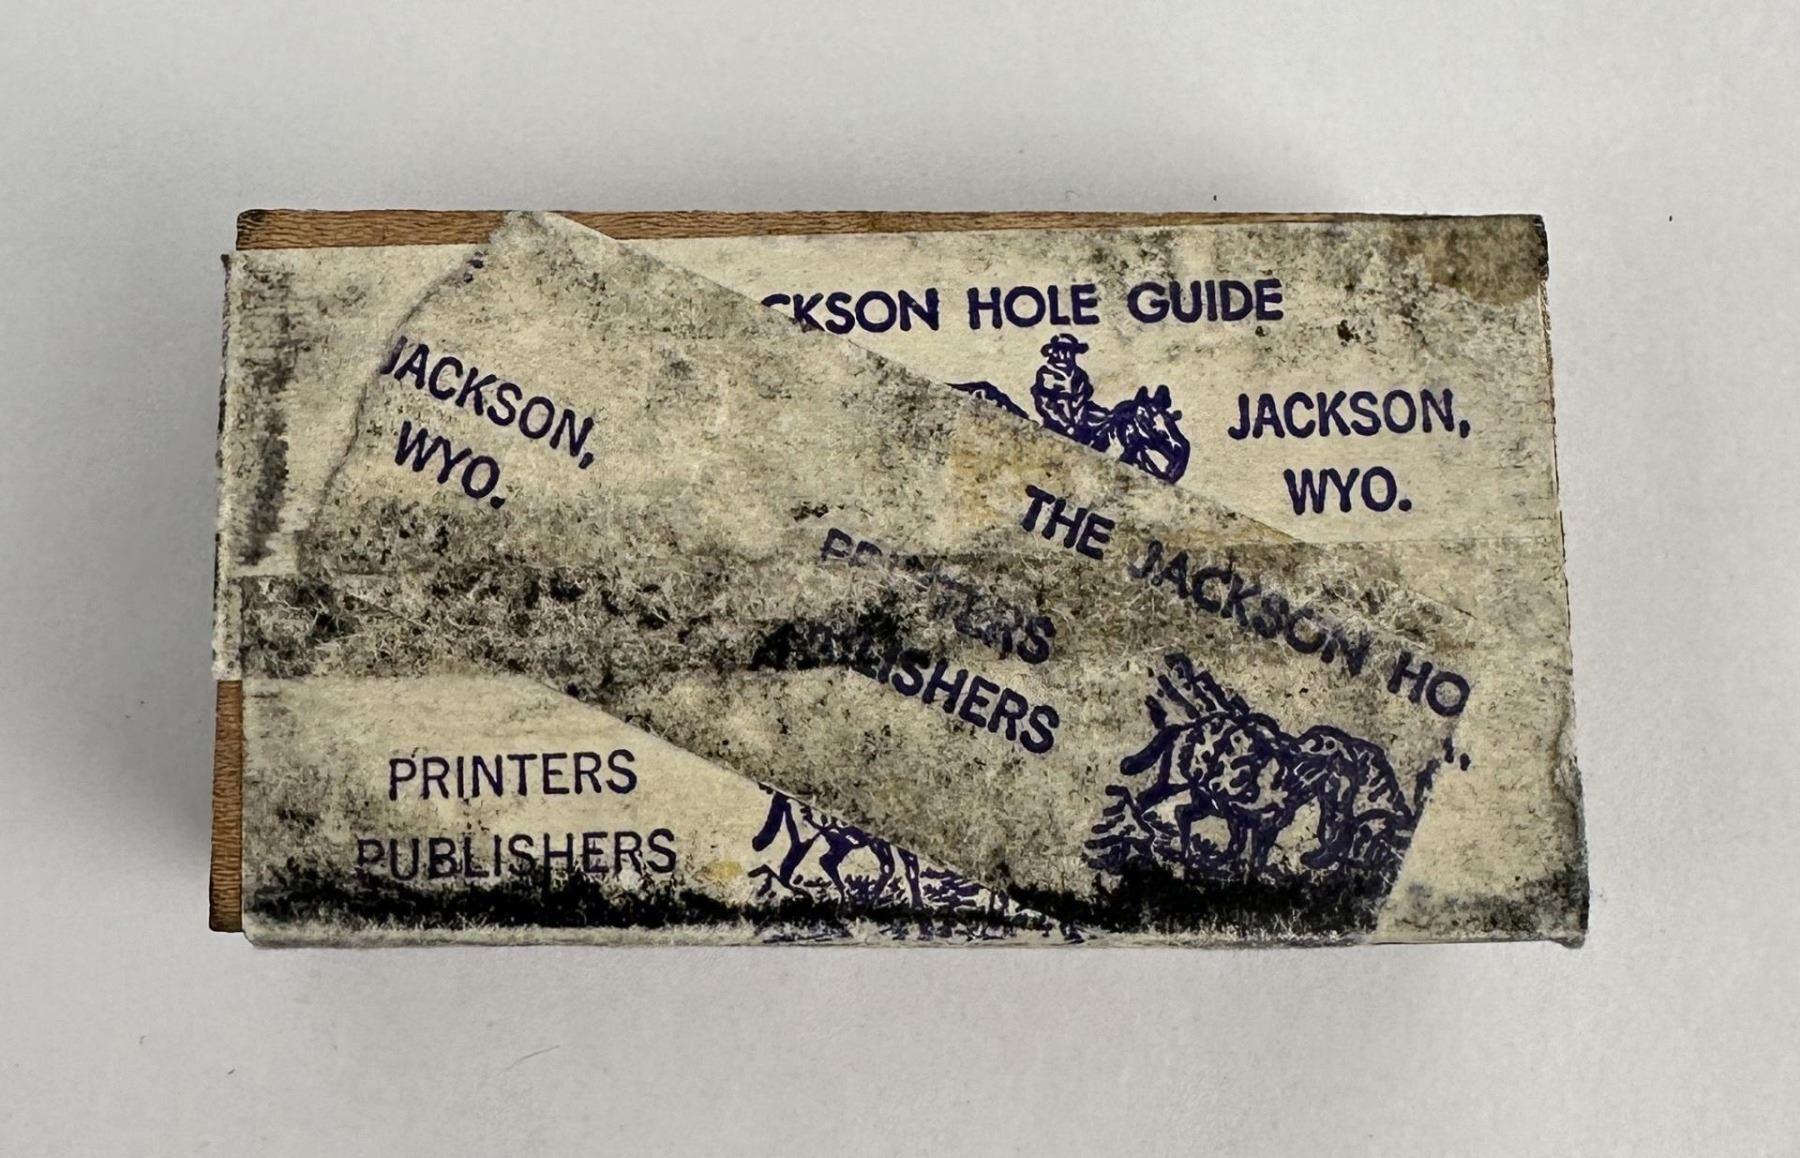 CKSON HOLE GUIDE
JACKSON,
WYO.
JACKSON,
WYO.
THE JACKSON HO
PRINTERS
PUBLISHERS
PRINTERS
PUBLISHERS